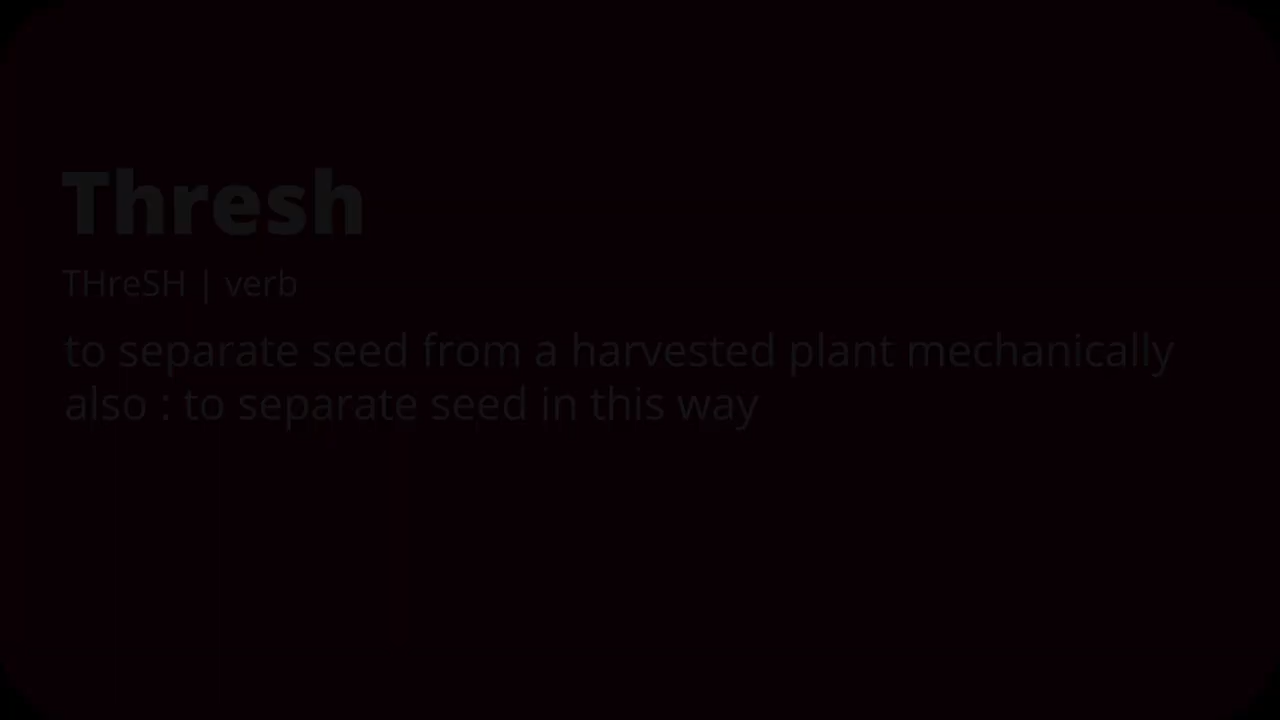 Thresh
THreSH | verb
to separate seed from a harvested plant mechanically
also : to separate seed in this way